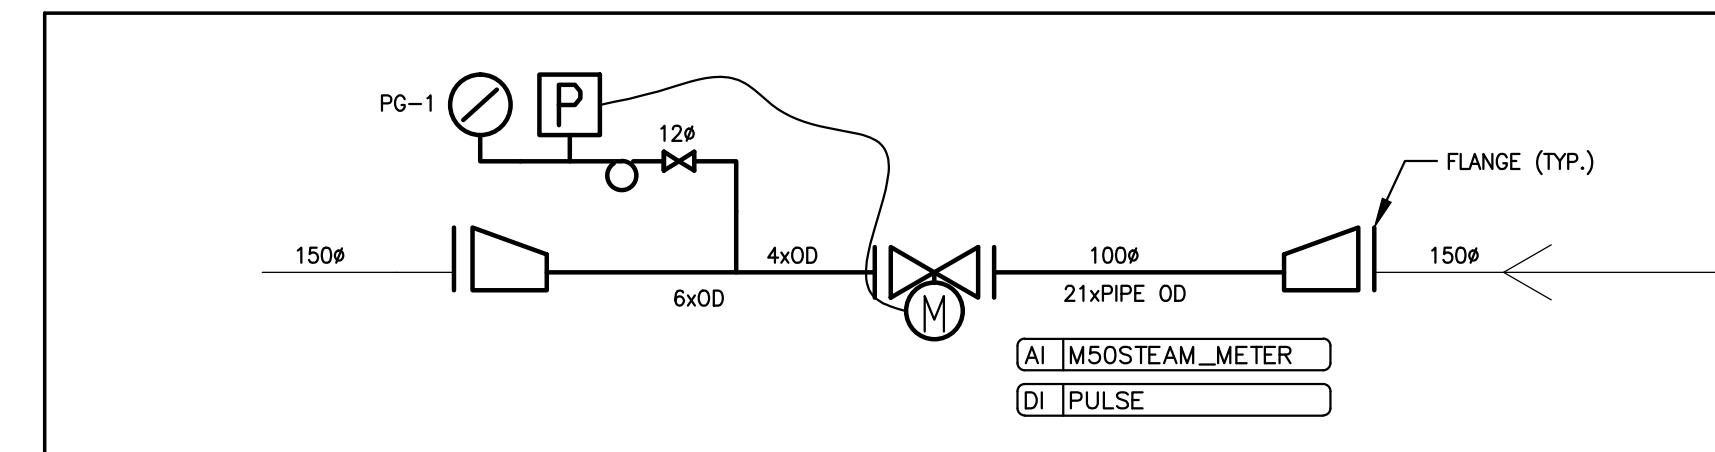 PG-1
P
12ø
FLANGE (TYP.)
150ø
4xOD
100ø
150ø
6xOD
21xPIPE OD
M
AI M50STEAM_METER
DI PULSE